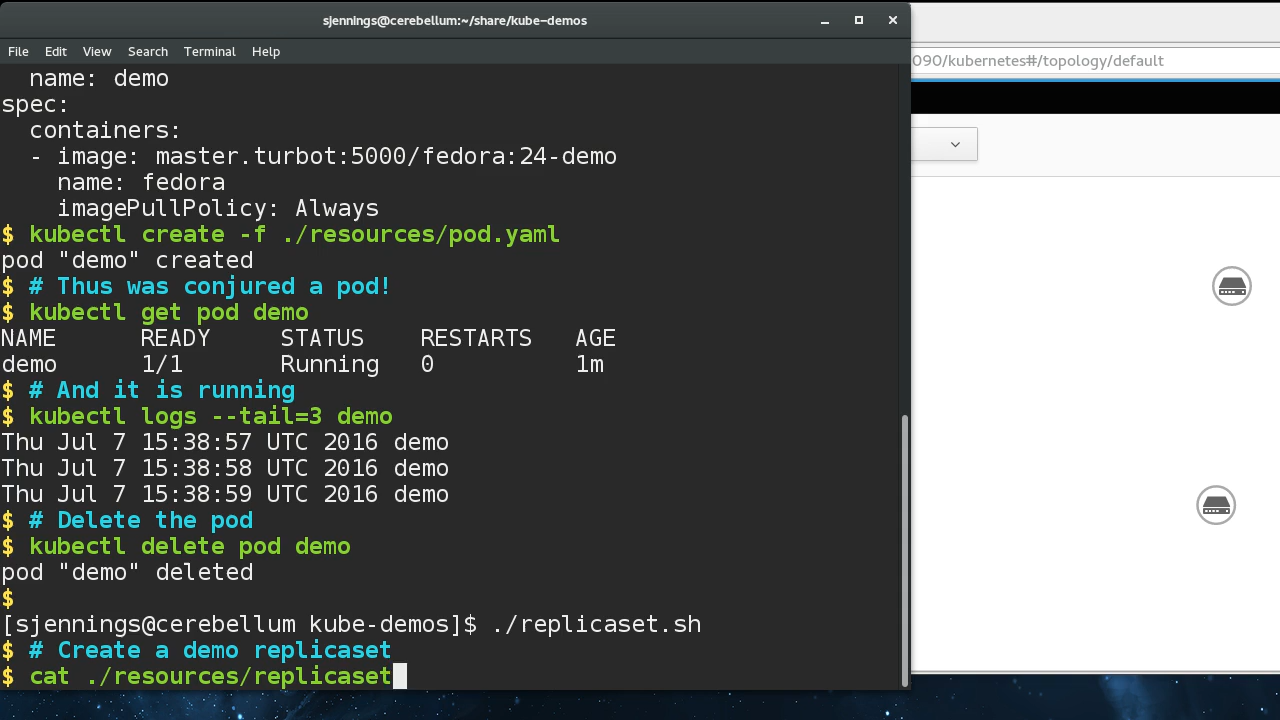 sjennings@cerebellum:~/share/kube-demos
File Edit View Search Terminal Help
090/kubernetes#/topology/default
name: demo
spec:
containers:
- image: master.turbot:5000/fedora:24-demo
name: fedora
imagePullPolicy: Always
$ kubectl create -f ./resources/pod.yaml
pod "demo" created
$ # Thus was conjured a pod!
$ kubectl get pod demo
NAME READY STATUS RESTARTS AGE
demo 1/1 Running 0 1m
$ # And it is running
$ kubectl logs --tail=3 demo
Thu Jul 7 15:38:57 UTC 2016 demo
Thu Jul 7 15:38:58 UTC 2016 demo
Thu Jul 7 15:38:59 UTC 2016 demo
$ # Delete the pod
$ kubectl delete pod demo
pod "demo" deleted
$
[sjennings@cerebellum kube-demos]$ ./replicaset.sh
$ # Create a demo replicaset
$ cat ./resources/replicaset